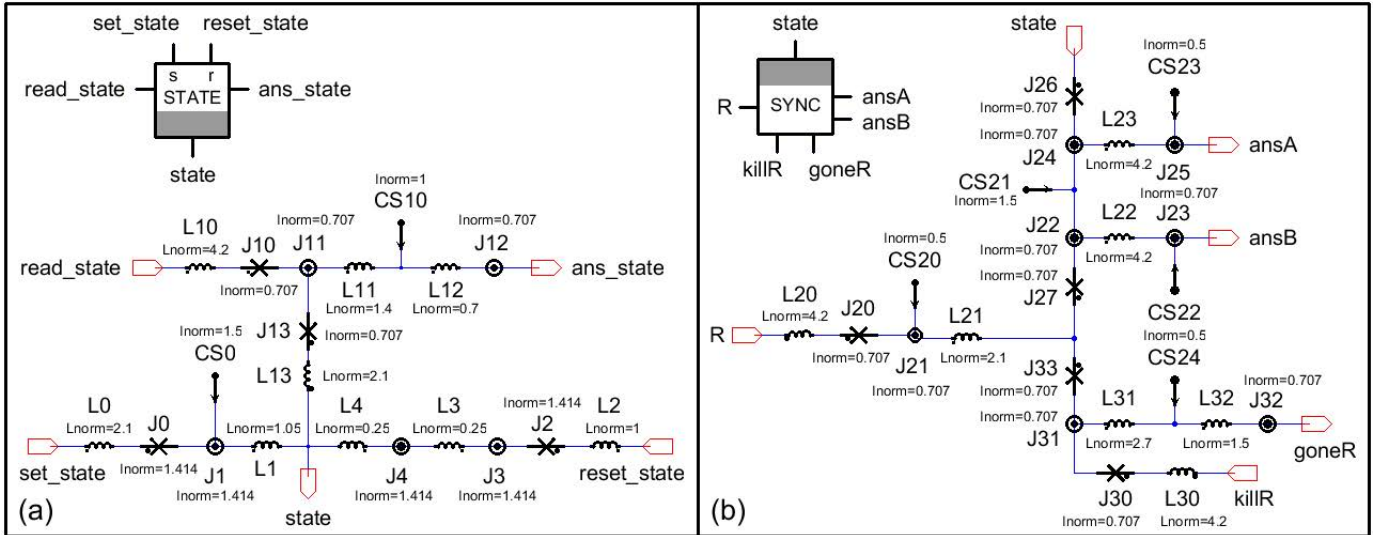 set_state reset_state
s r
read_state STATE ans_state
state
Inorm=1
CS10
L10
Lnorm=4.2
J10
Inorm=0.707
Inorm=0.707
J11
Inorm=0.707
J12
read_state
ans_state
L11
Lnorm=1.4
L12
Lnorm=0.7
Inorm=1.5
CS0
J13
Inorm=0.707
L13
Lnorm=2.1
L0
Lnorm=2.1
J0
Inorm=1.414
Lnorm=1.05
L1
L4
Lnorm=0.25
L3
Lnorm=0.25
Inorm=1.414
J2
L2
Lnorm=1
set_state
J1
Inorm=1.414
J4
Inorm=1.414
J3
Inorm=1.414
reset_state
state
(a)
state
R SYNC ansA
ansB
killR goneR
state
Inorm=0.5
CS23
J26
Inorm=0.707
Inorm=0.707
J24
L23
Lnorm=4.2
J25
Inorm=0.707
ansA
CS21
Inorm=1.5
J22
Inorm=0.707
L22
Lnorm=4.2
J23
ansB
Inorm=0.707
J27
CS22
Inorm=0.5
Inorm=0.5
CS20
L20
Lnorm=4.2
J20
Inorm=0.707
R
J21
Inorm=0.707
L21
Lnorm=2.1
J33
Inorm=0.707
CS24
Inorm=0.707
J31
L31
Lnorm=2.7
L32
Lnorm=1.5
Inorm=0.707
J32
goneR
J30
Inorm=0.707
L30
Lnorm=4.2
killR
(b)